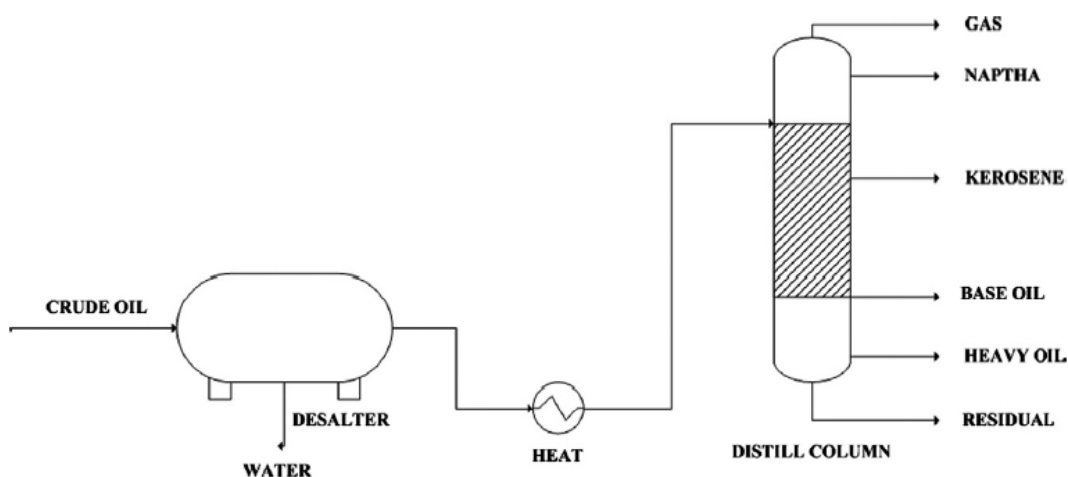 GAS
NAPTHA
KEROSENE
BASE OIL
HEAVY OIL
RESIDUAL
CRUDE OIL
DESALTER
WATER
HEAT
DISTILL COLUMN